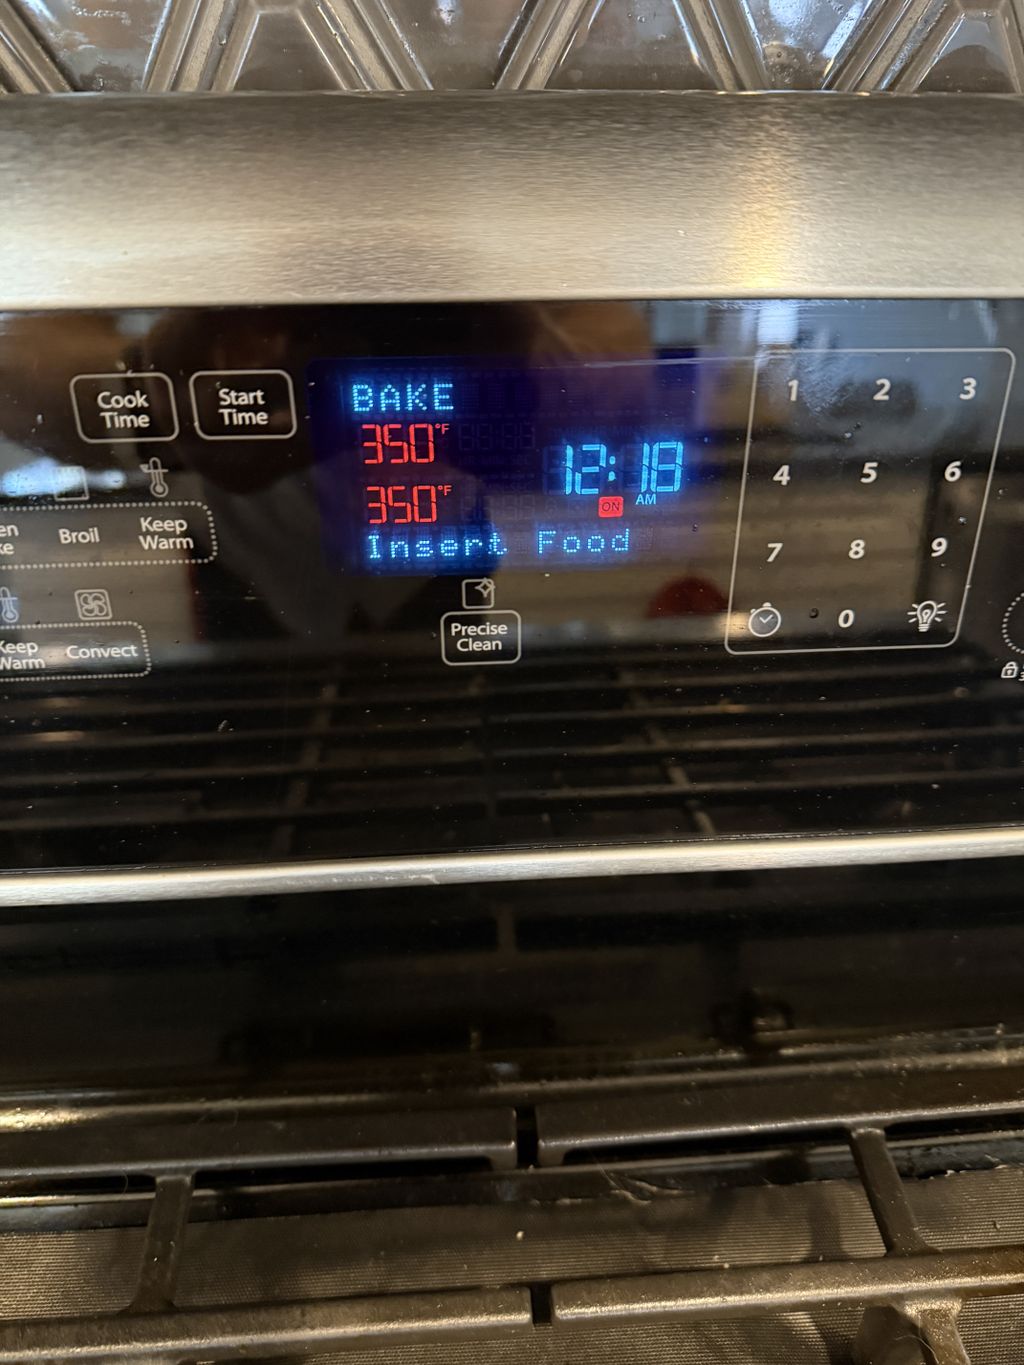 Cook Time
Start Time
BAKE
350°F
12:18
AM
ON
350°F
Insert Food
Broil
Keep Warm
Keep Warm
Convect
Precise Clean
1 2 3
4 5 6
7 8 9
0